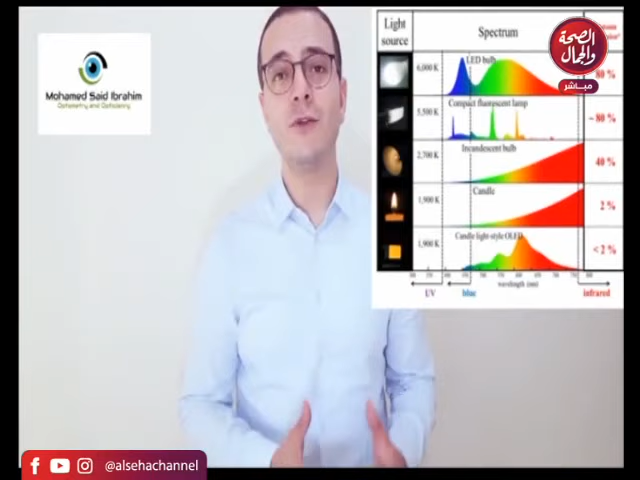 Mohamed Said Ibrahim
Optometry and Opticianry
Light source
Spectrum
الصحة
والجمال
مباشر
6,000 K
LED bulb
80 %
5,500 K
Compact fluorescent lamp
~ 80 %
2,700 K
Incandescent bulb
40 %
1,900 K
Candle
2 %
1,900 K
Candle light-style OLED
< 2 %
wavelength (nm)
UV
blue
infrared
@alsehachannel